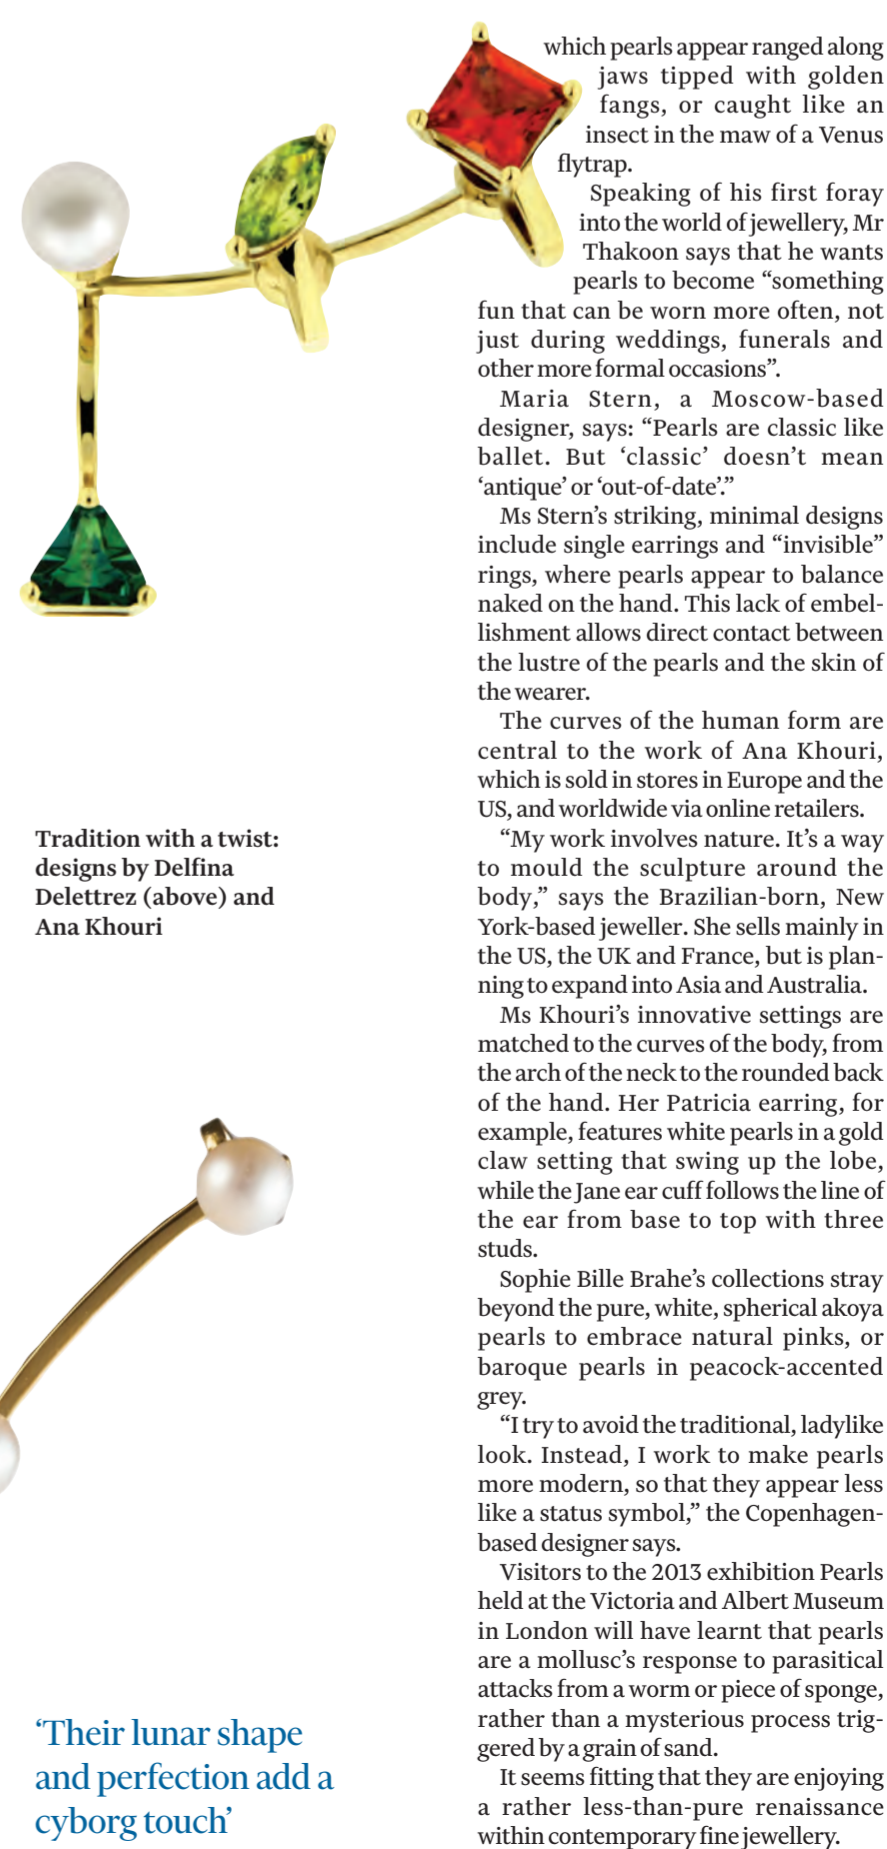 which pearls appear ranged along
jaws tipped with golden
fangs, or caught like an
insect in the maw of a Venus
flytrap.
Speaking of his first foray
into the world of jewellery, Mr
Thakoon says that he wants
pearls to become “something
fun that can be worn more often, not
just during weddings, funerals and
other more formal occasions”.
Maria Stern, a Moscow-based
designer, says: “Pearls are classic like
ballet. But ‘classic’ doesn’t mean
‘antique’ or ‘out-of-date’.”
Ms Stern’s striking, minimal designs
include single earrings and “invisible”
rings, where pearls appear to balance
naked on the hand. This lack of embel-
lishment allows direct contact between
the lustre of the pearls and the skin of
the wearer.
The curves of the human form are
central to the work of Ana Khouri,
which is sold in stores in Europe and the
US, and worldwide via online retailers.
“My work involves nature. It’s a way
to mould the sculpture around the
body,” says the Brazilian-born, New
York-based jeweller. She sells mainly in
the US, the UK and France, but is plan-
ning to expand into Asia and Australia.
Ms Khouri’s innovative settings are
matched to the curves of the body, from
the arch of the neck to the rounded back
of the hand. Her Patricia earring, for
example, features white pearls in a gold
claw setting that swing up the lobe,
while the Jane ear cuff follows the line of
the ear from base to top with three
studs.
Sophie Bille Brahe’s collections stray
beyond the pure, white, spherical akoya
pearls to embrace natural pinks, or
baroque pearls in peacock-accented
grey.
“I try to avoid the traditional, ladylike
look. Instead, I work to make pearls
more modern, so that they appear less
like a status symbol,” the Copenhagen-
based designer says.
Visitors to the 2013 exhibition Pearls
held at the Victoria and Albert Museum
in London will have learnt that pearls
are a mollusc’s response to parasitical
attacks from a worm or piece of sponge,
rather than a mysterious process trig-
gered by a grain of sand.
It seems fitting that they are enjoying
a rather less-than-pure renaissance
within contemporary fine jewellery.
Tradition with a twist:
designs by Delfina
Delettrez (above) and
Ana Khouri
‘Their lunar shape
and perfection add a
cyborg touch’